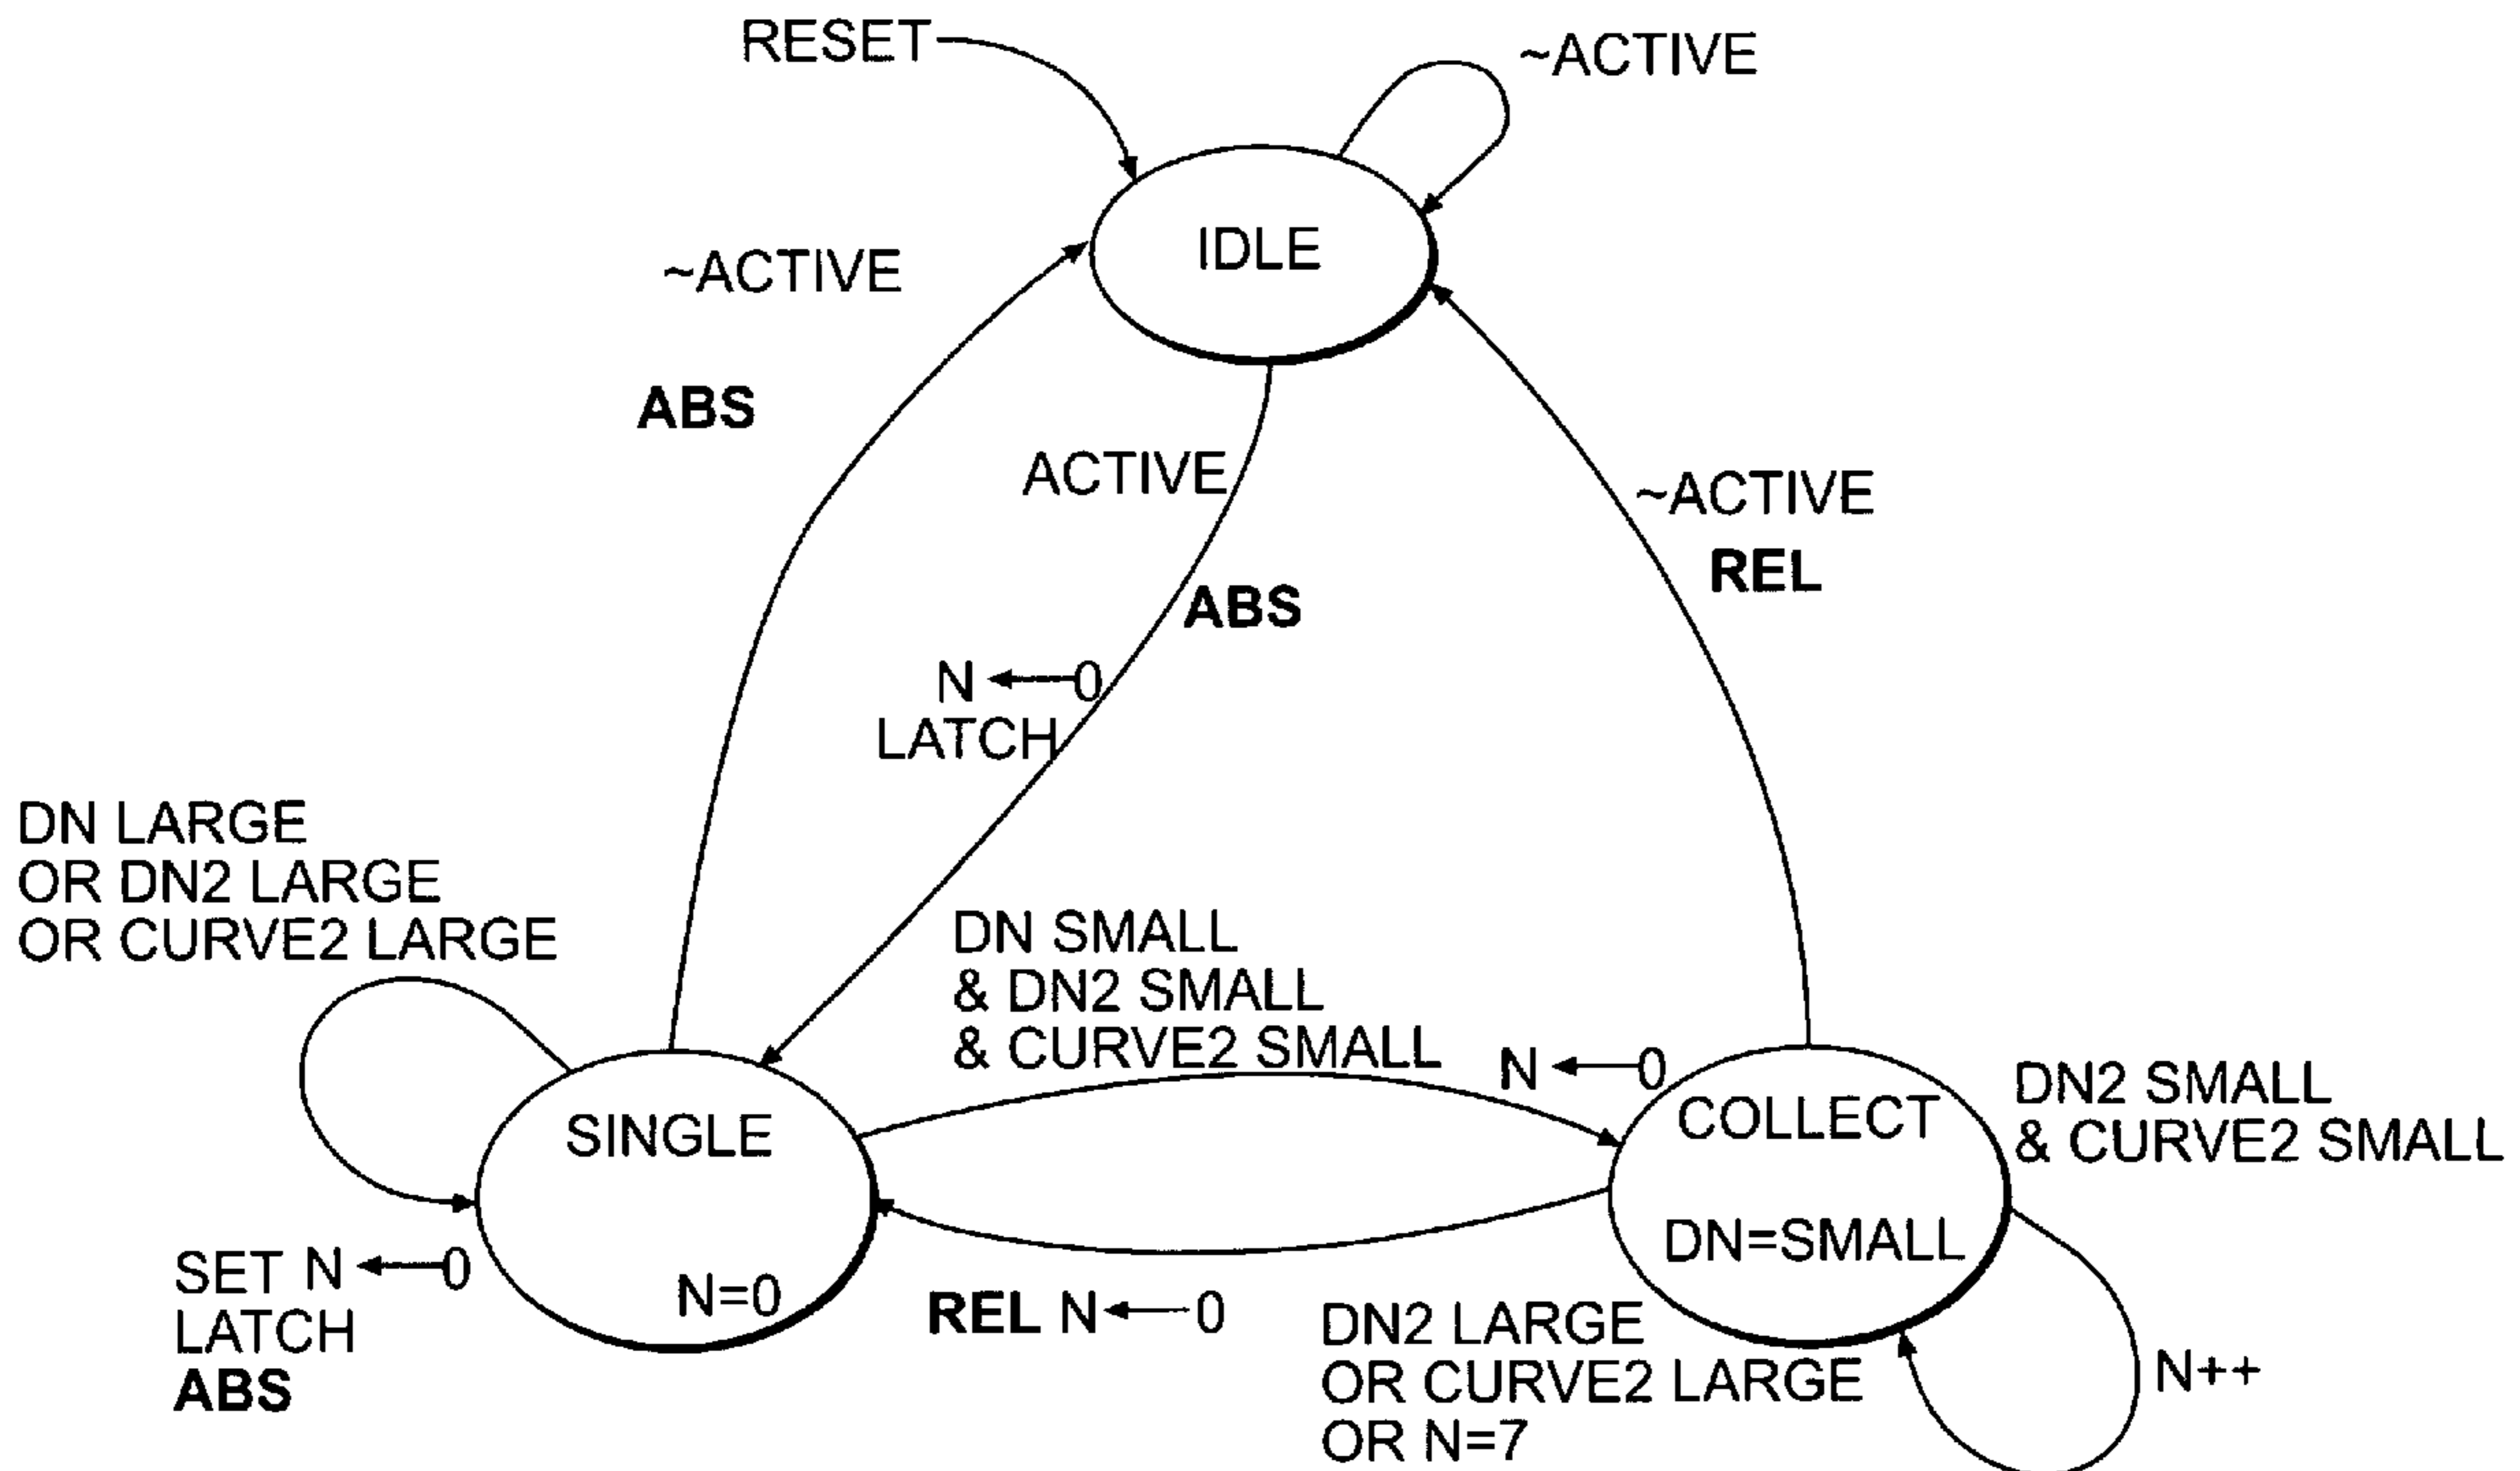 RESET
~ACTIVE
IDLE
~ACTIVE
ABS
ACTIVE
ABS
N ← 0
LATCH
~ACTIVE
REL
DN LARGE
OR DN2 LARGE
OR CURVE2 LARGE
DN SMALL
& DN2 SMALL
& CURVE2 SMALL
N ← 0
SINGLE
N=0
COLLECT
DN=SMALL
DN2 SMALL
& CURVE2 SMALL
SET N ← 0
LATCH
ABS
REL N ← 0
DN2 LARGE
OR CURVE2 LARGE
OR N=7
N++